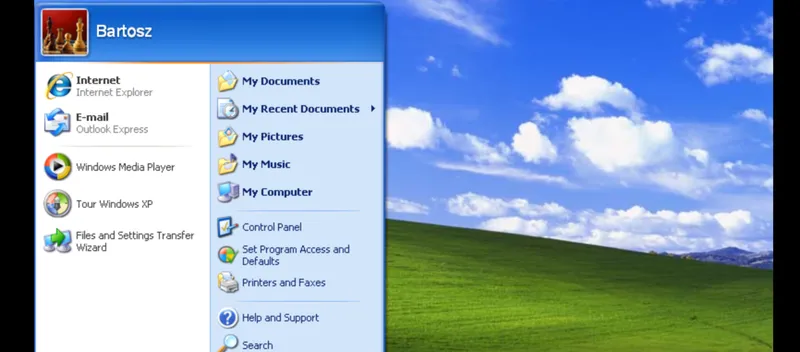 Bartosz
Internet
Internet Explorer
E-mail
Outlook Express
Windows Media Player
Tour Windows XP
Files and Settings Transfer
Wizard
My Documents
My Recent Documents
My Pictures
My Music
My Computer
Control Panel
Set Program Access and
Defaults
Printers and Faxes
Help and Support
Search